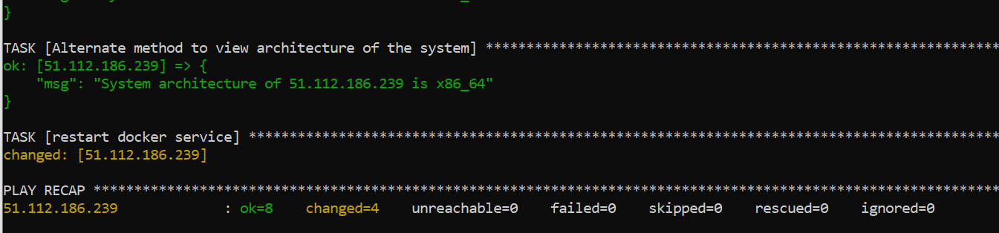 }
TASK [Alternate method to view architecture of the system] ***************************************************************
ok: [51.112.186.239] => {
    "msg": "System architecture of 51.112.186.239 is x86_64"
}
TASK [restart docker service] ********************************************************************************************
changed: [51.112.186.239]
PLAY RECAP ***************************************************************************************************************
51.112.186.239             : ok=8    changed=4    unreachable=0    failed=0    skipped=0    rescued=0    ignored=0